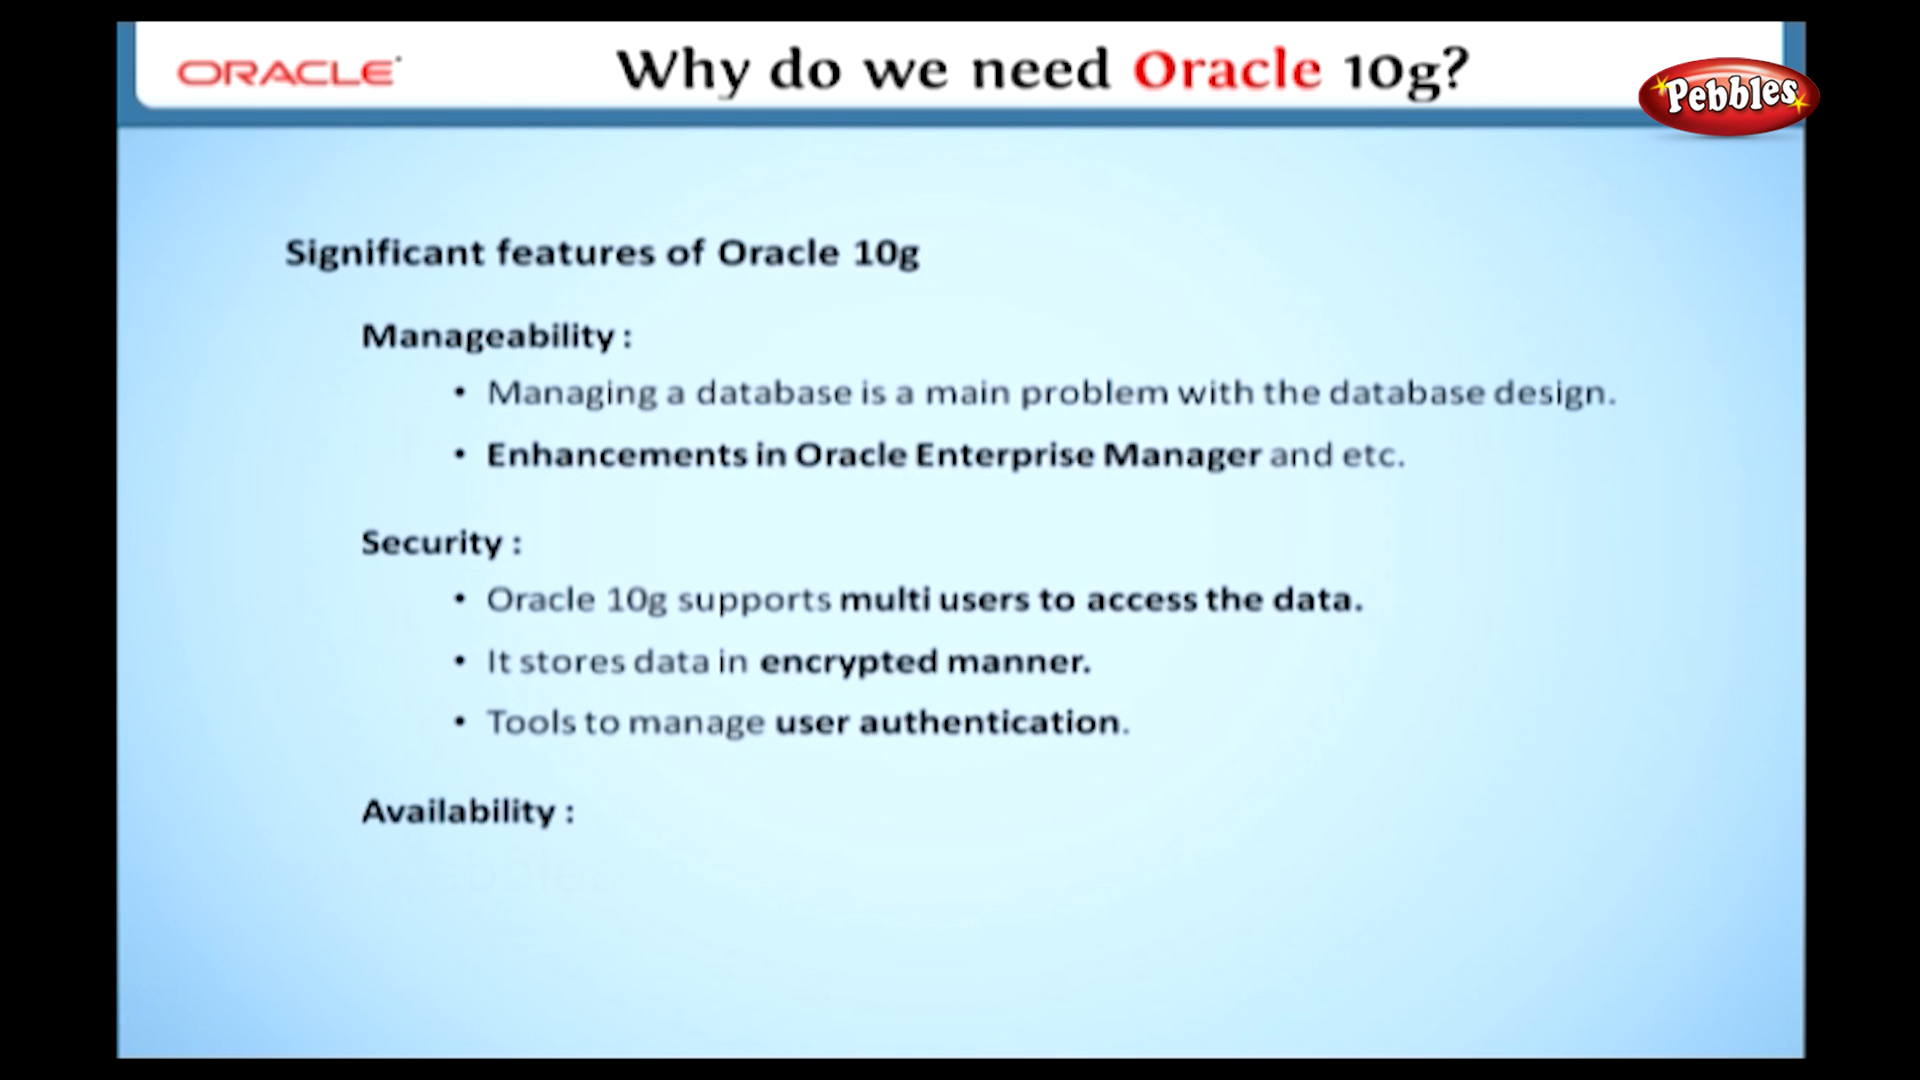 ORACLE
Why do we need Oracle 10g?
Pebbles
Significant features of Oracle 10g
Manageability :
• Managing a database is a main problem with the database design.
• Enhancements in Oracle Enterprise Manager and etc.
Security :
• Oracle 10g supports multi users to access the data.
• It stores data in encrypted manner.
• Tools to manage user authentication.
Availability :